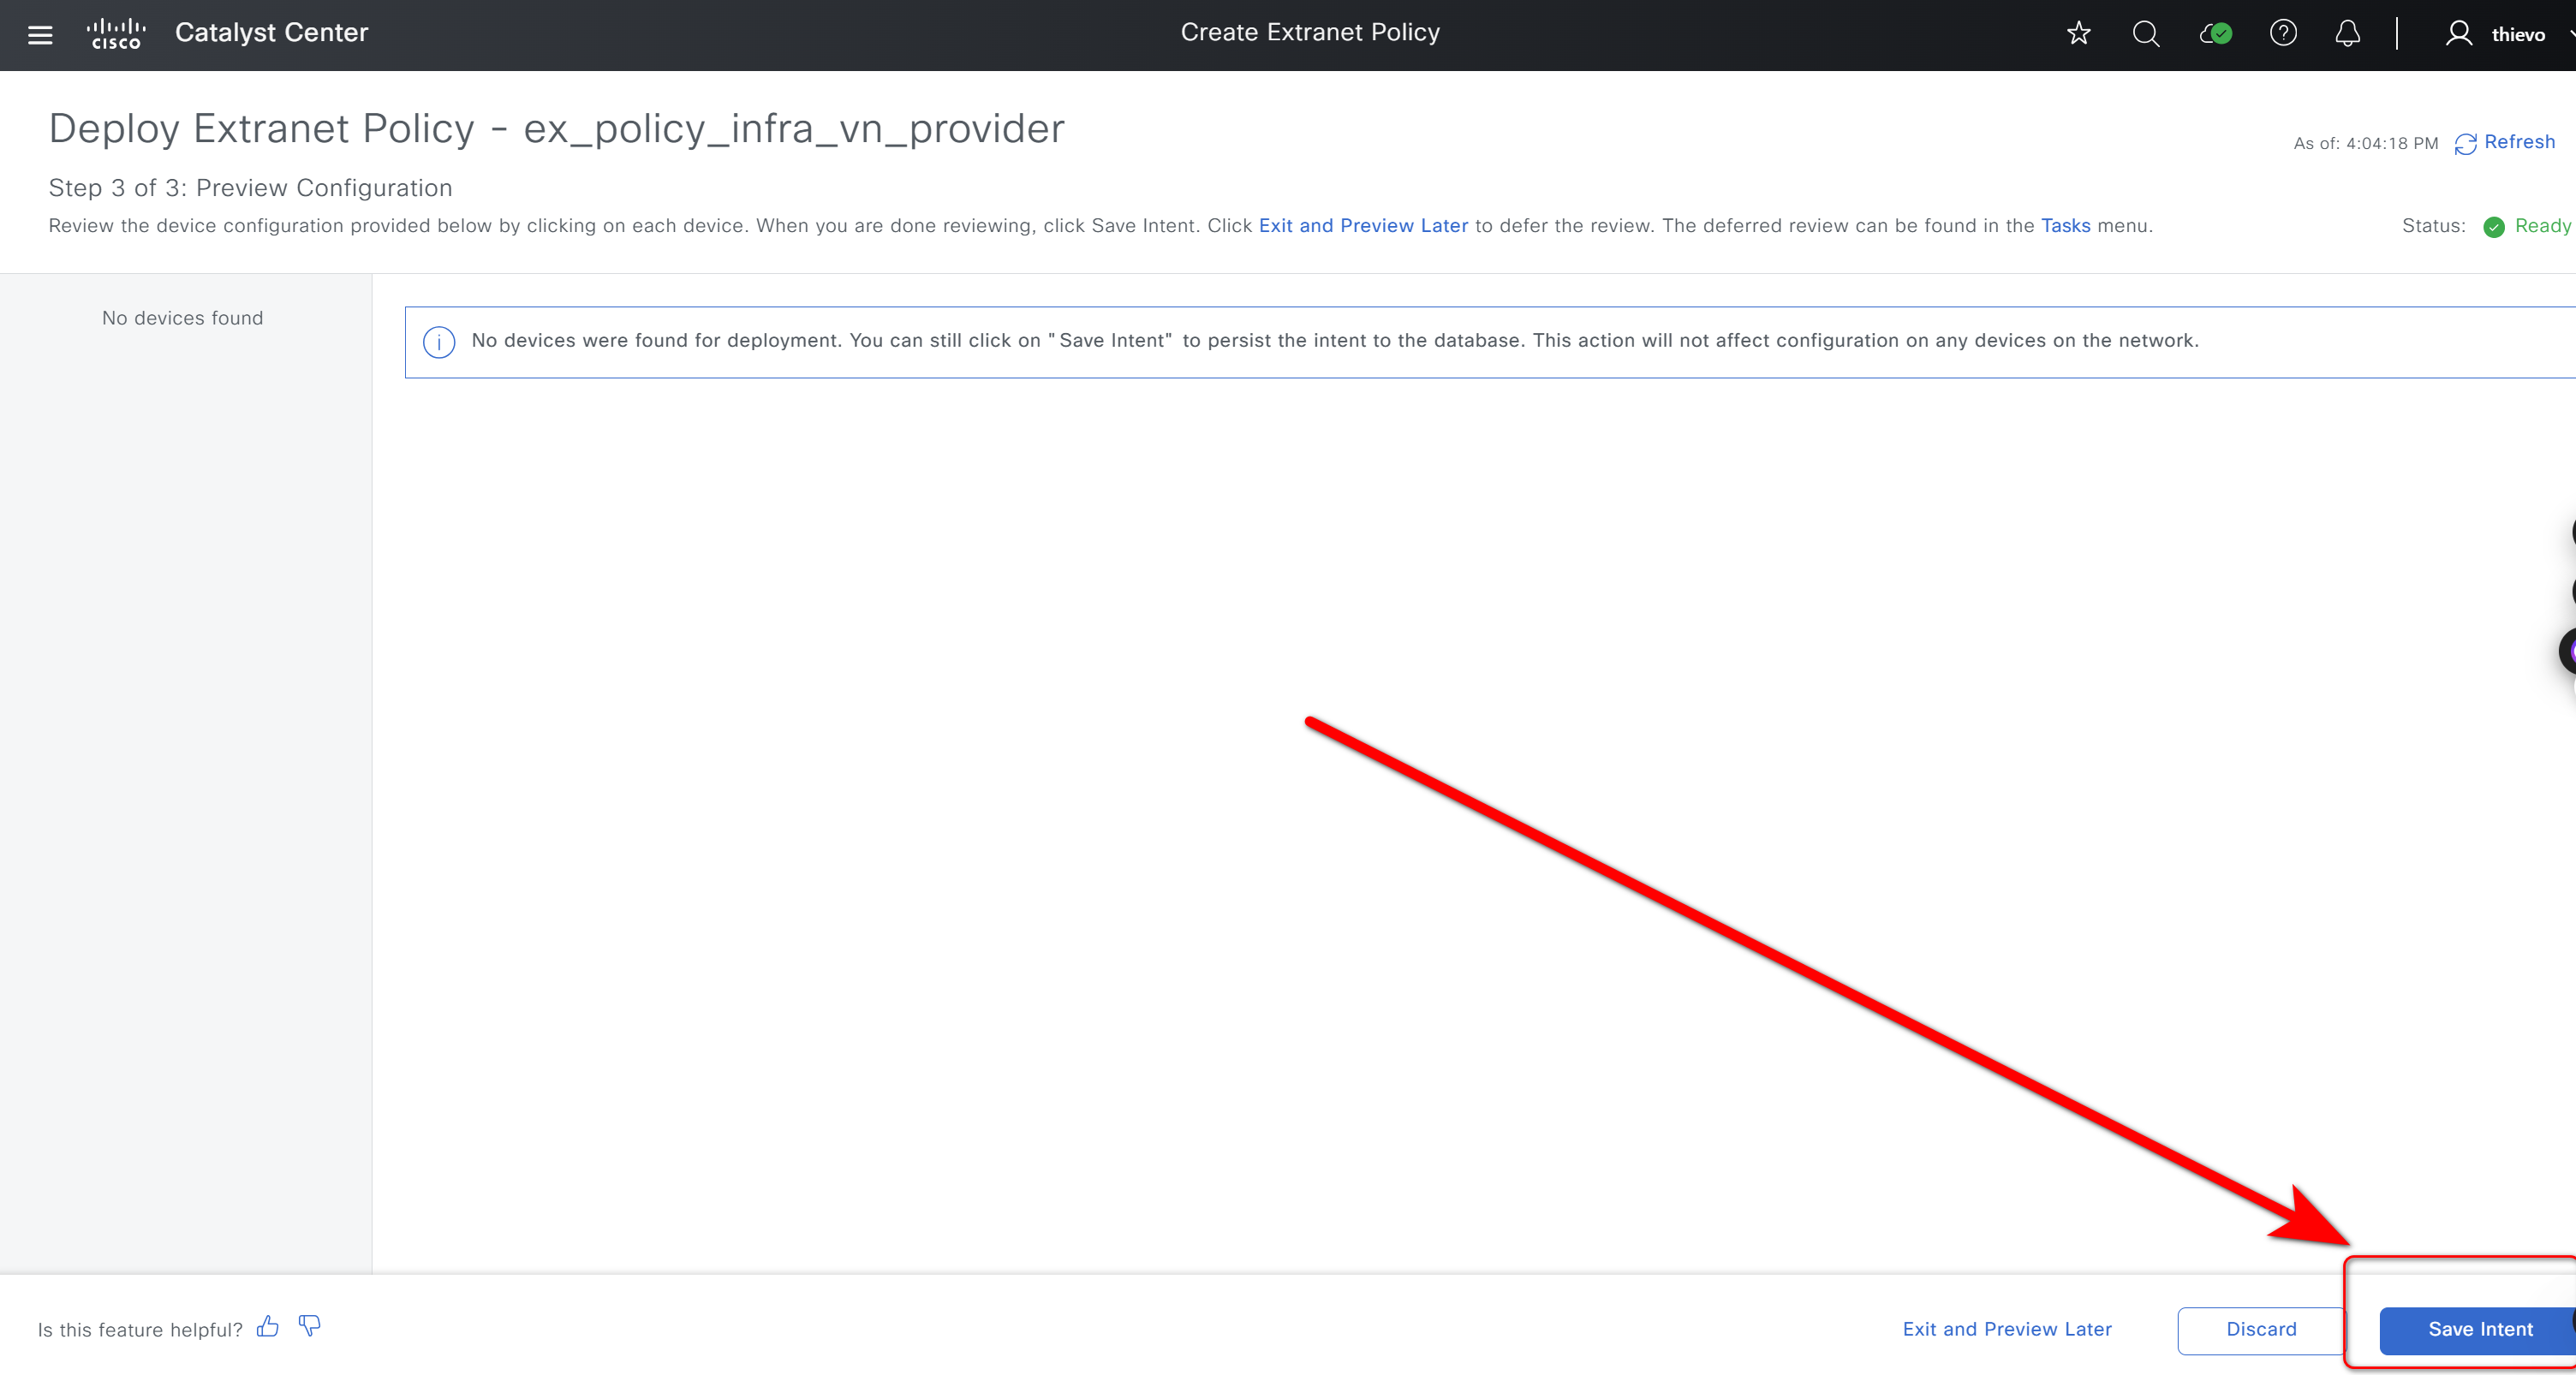 CISCO Catalyst Center
Create Extranet Policy
thievo
Deploy Extranet Policy - ex_policy_infra_vn_provider
As of: 4:04:18 PM Refresh
Step 3 of 3: Preview Configuration
Review the device configuration provided below by clicking on each device. When you are done reviewing, click Save Intent. Click Exit and Preview Later to defer the review. The deferred review can be found in the Tasks menu.
Status: Ready
No devices found
No devices were found for deployment. You can still click on "Save Intent" to persist the intent to the database. This action will not affect configuration on any devices on the network.
Is this feature helpful?
Exit and Preview Later
Discard
Save Intent